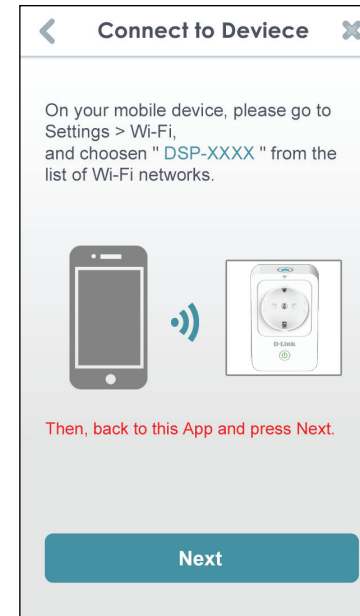 Connect to Deviece
On your mobile device, please go to
Settings > Wi-Fi,
and choosen " DSP-XXXX " from the
list of Wi-Fi networks.
D-Link
Then, back to this App and press Next.
Next